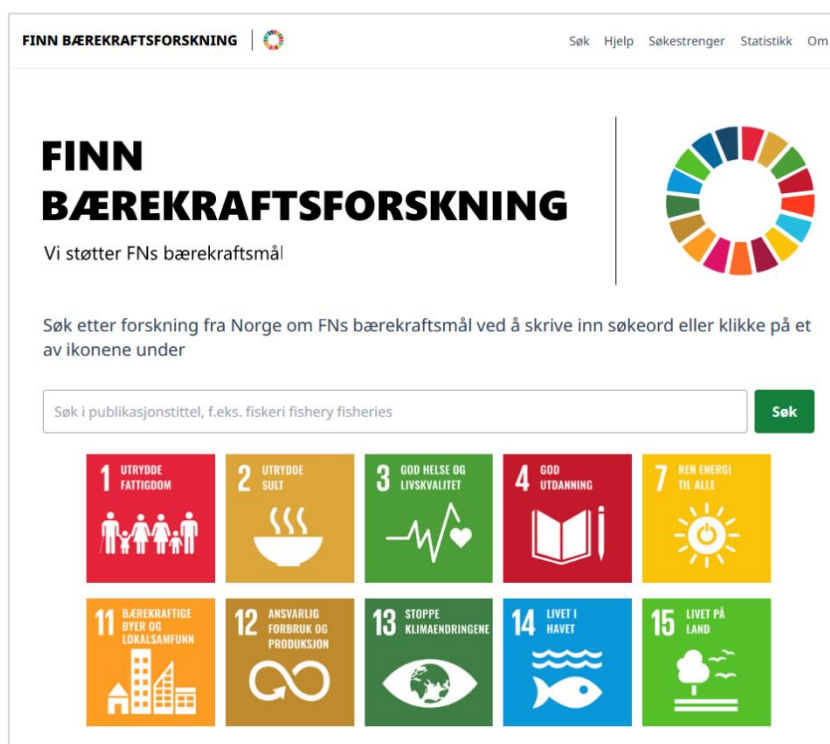 FINN BÆREKRAFTSFORSKNING
Søk Hjelp Søkestrenger Statistikk Om
FINN
BÆREKRAFTSFORSKNING
Vi støtter FNs bærekraftsmål
Søk etter forskning fra Norge om FNs bærekraftsmål ved å skrive inn søkeord eller klikke på et
av ikonene under
Søk i publikasjonstittel, f.eks. fiskeri fishery fisheries
Søk
1 UTRYDDE
FATTIGDOM
2 UTRYDDE
SULT
3 GOD HELSE OG
LIVSKVALITET
4 GOD
UTDANNING
7 REN ENERGI
TIL ALLE
11 BÆREKRAFTIGE
BYER OG
LOKALSAMFUNN
12 ANSVARLIG
FORBRUK OG
PRODUKSJON
13 STOPPE
KLIMAENDRINGENE
14 LIVET I
HAVET
15 LIVET PÅ
LAND